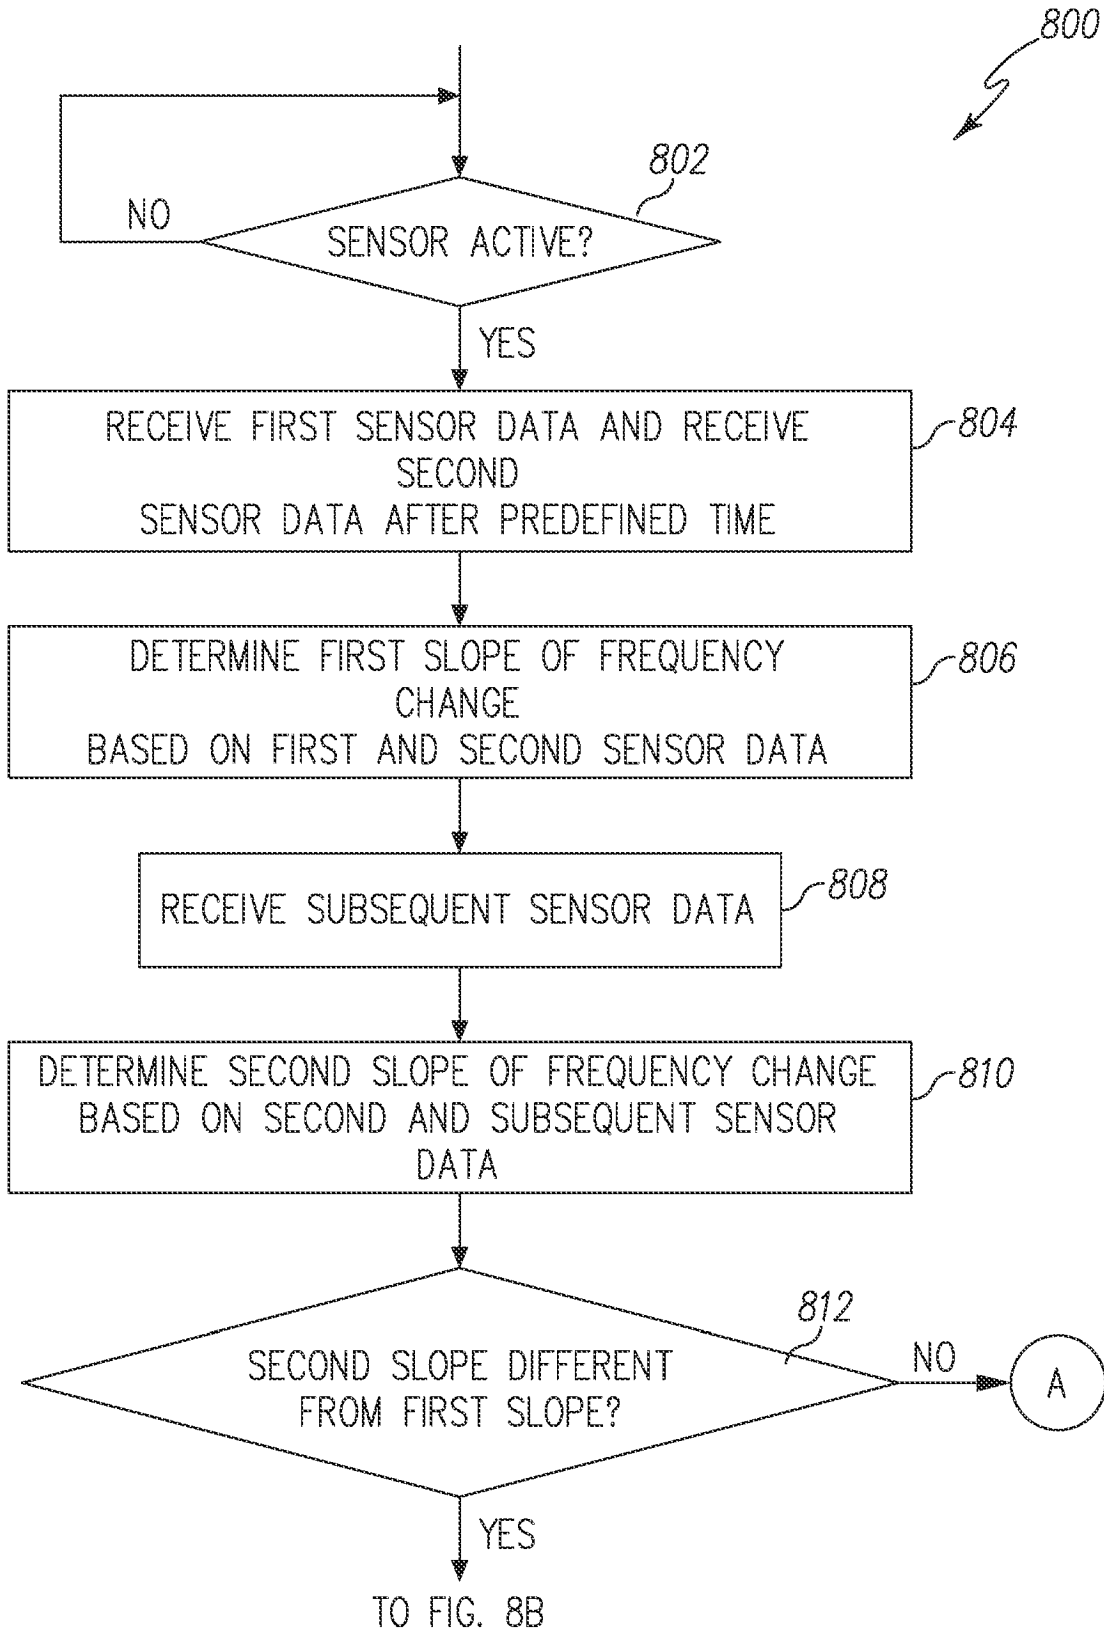 800
802
NO
SENSOR ACTIVE?
YES
RECEIVE FIRST SENSOR DATA AND RECEIVE
SECOND
SENSOR DATA AFTER PREDEFINED TIME
804
DETERMINE FIRST SLOPE OF FREQUENCY
CHANGE
BASED ON FIRST AND SECOND SENSOR DATA
806
RECEIVE SUBSEQUENT SENSOR DATA
808
DETERMINE SECOND SLOPE OF FREQUENCY CHANGE
BASED ON SECOND AND SUBSEQUENT SENSOR
DATA
810
812
SECOND SLOPE DIFFERENT
FROM FIRST SLOPE?
NO
A
YES
TO FIG. 8B